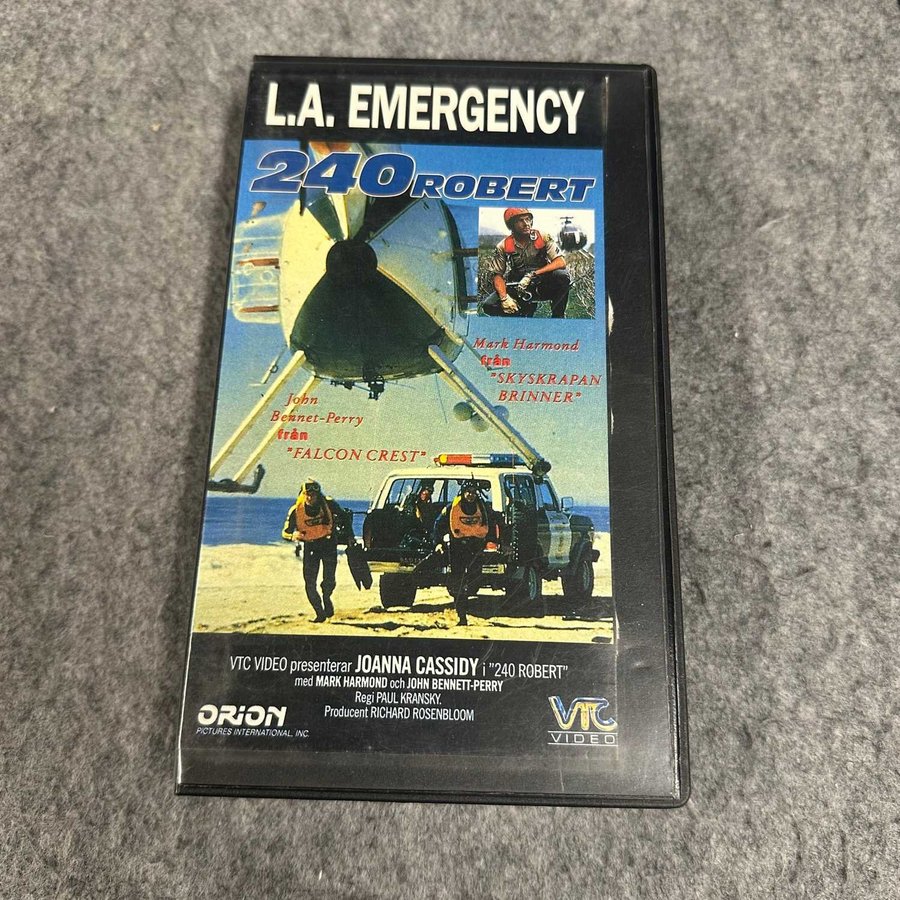 L.A. EMERGENCY
240 ROBERT
Mark Harmond
från
"SKYSKRAPAN
BRINNER"
John
Bennet-Perry
från
"FALCON CREST"
VTC VIDEO presenterar JOANNA CASSIDY i "240 ROBERT"
med MARK HARMOND och JOHN BENNETT-PERRY
Regi PAUL KRANSKY.
Producent RICHARD ROSENBLOOM
ORION
PICTURES INTERNATIONAL, INC.
VTC
VIDEO